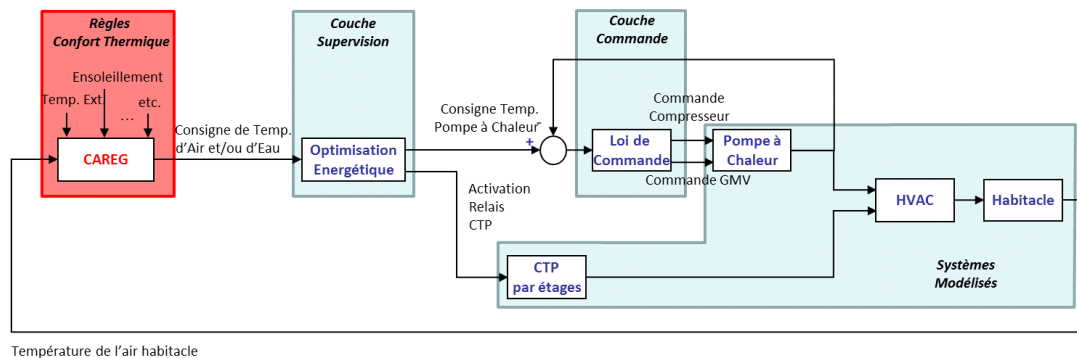 Règles
Confort Thermique
Ensoleillement
Temp. Ext.
...
etc.
CAREG
Consigne de Temp.
d'Air et/ou d'Eau
Couche
Supervision
Optimisation
Energétique
Consigne Temp.
Pompe à Chaleur
-
+
Activation
Relais
CTP
Couche
Commande
Loi de
Commande
Commande
Compresseur
Commande GMV
Pompe à
Chaleur
HVAC
Habitacle
CTP
par étages
Systèmes
Modélisés
Température de l'air habitacle